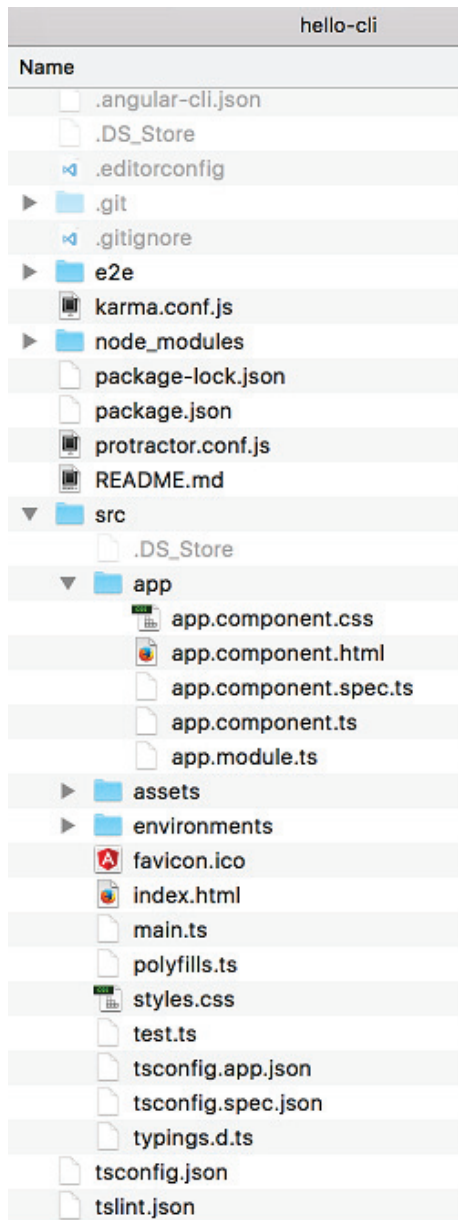 hello-cli
Name
.angular-cli.json
.DS_Store
.editorconfig
.git
.gitignore
e2e
karma.conf.js
node_modules
package-lock.json
package.json
protractor.conf.js
README.md
src
.DS_Store
app
app.component.css
app.component.html
app.component.spec.ts
app.component.ts
app.module.ts
assets
environments
favicon.ico
index.html
main.ts
polyfills.ts
styles.css
test.ts
tsconfig.app.json
tsconfig.spec.json
typings.d.ts
tsconfig.json
tslint.json